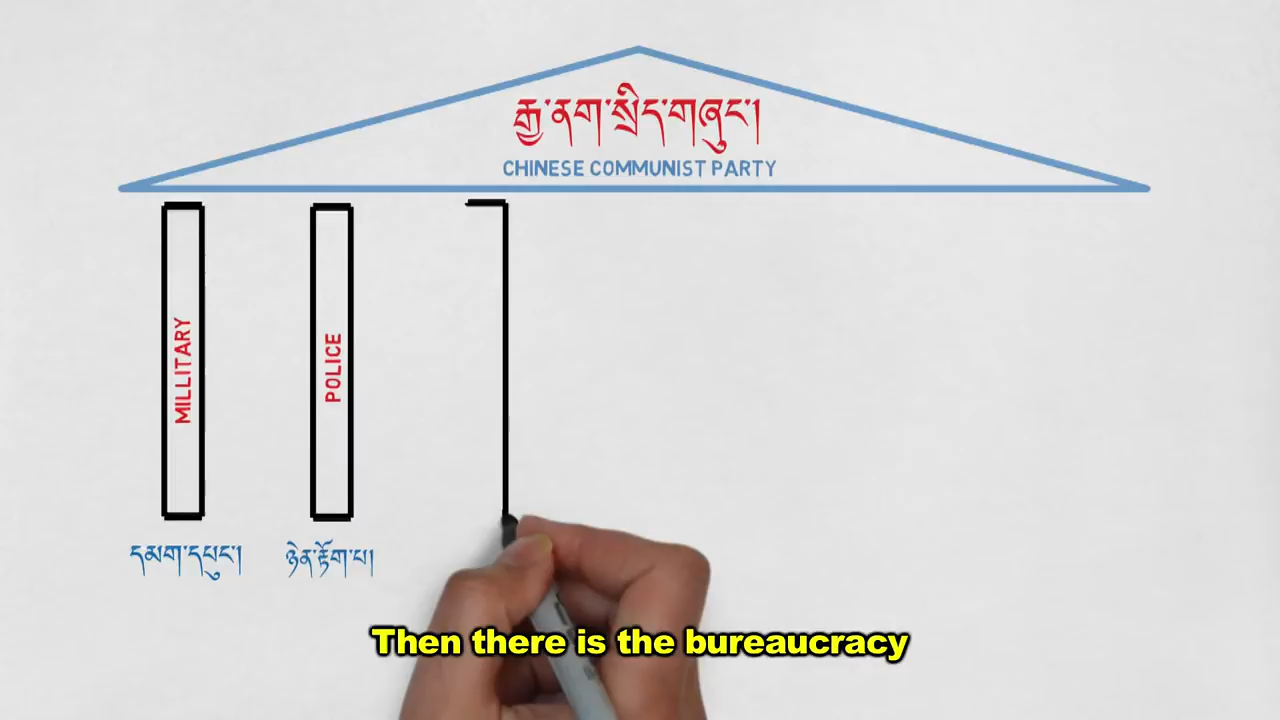 རྒྱ་ནག་སྲིད་གཞུང་།
CHINESE COMMUNIST PARTY
MILLITARY
POLICE
དམག་དཔུང་།
ཉེན་རྟོག་པ།
Then there is the bureaucracy